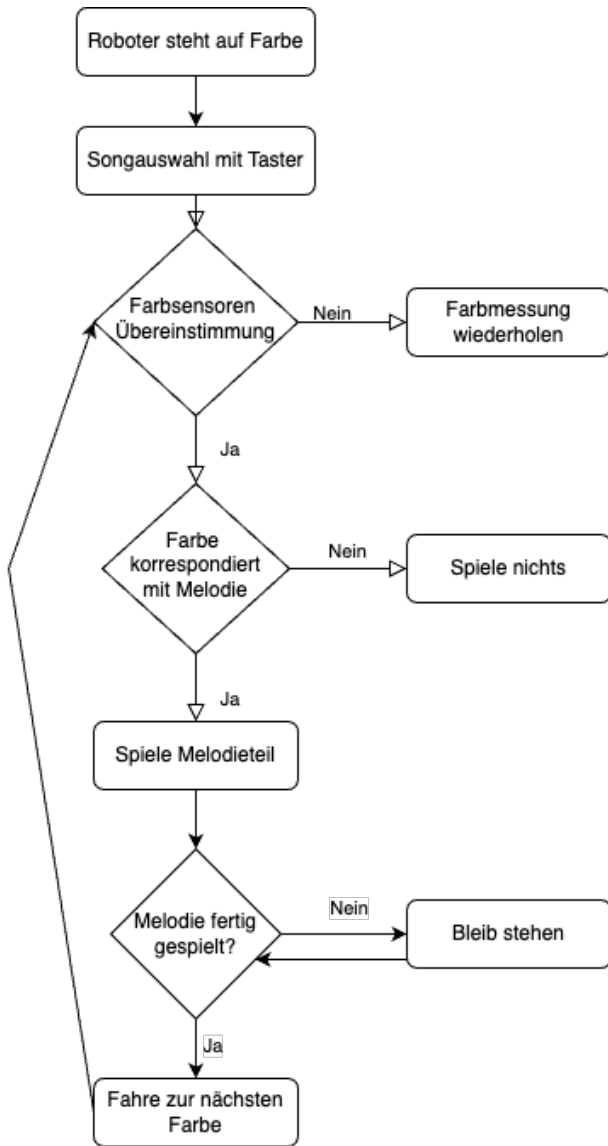 Roboter steht auf Farbe
Songauswahl mit Taster
Farbsensoren
Übereinstimmung
Nein
Farbmessung
wiederholen
Ja
Farbe
korrespondiert
mit Melodie
Nein
Spiele nichts
Ja
Spiele Melodieteil
Melodie fertig
gespielt?
Nein
Bleib stehen
Ja
Fahre zur nächsten
Farbe